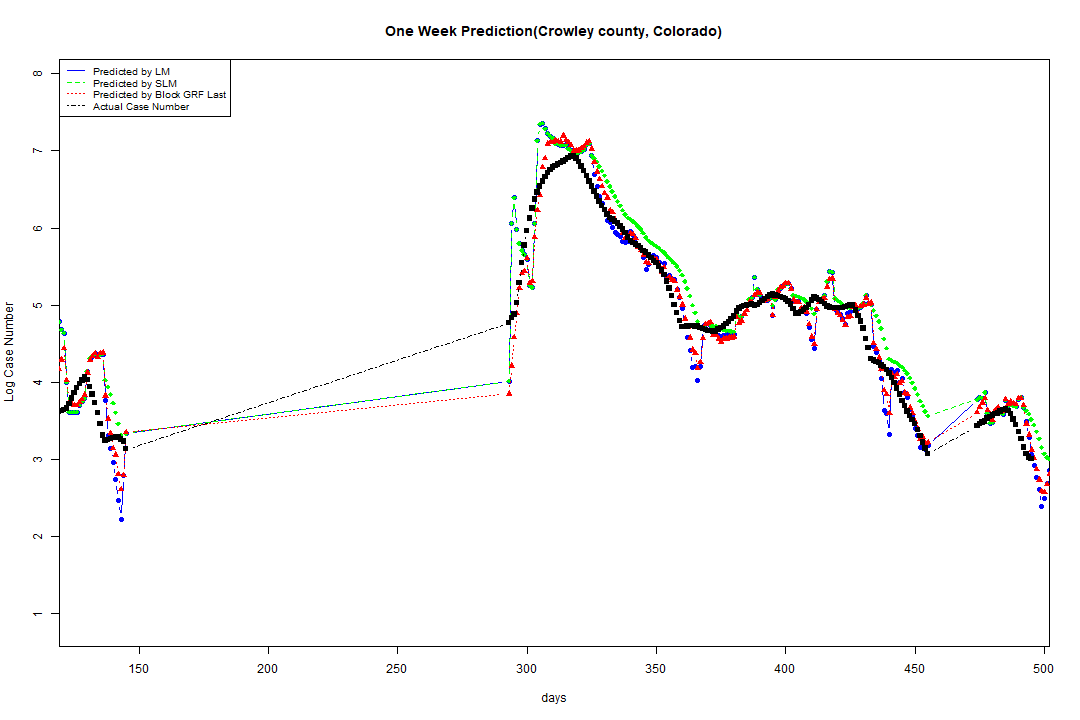 One Week Prediction(Crowley county, Colorado)
Predicted by LM
Predicted by SLM
Predicted by Block GRF Last
Actual Case Number
8
7
6
5
4
3
2
1
Log Case Number
150 200 250 300 350 400 450 500
days